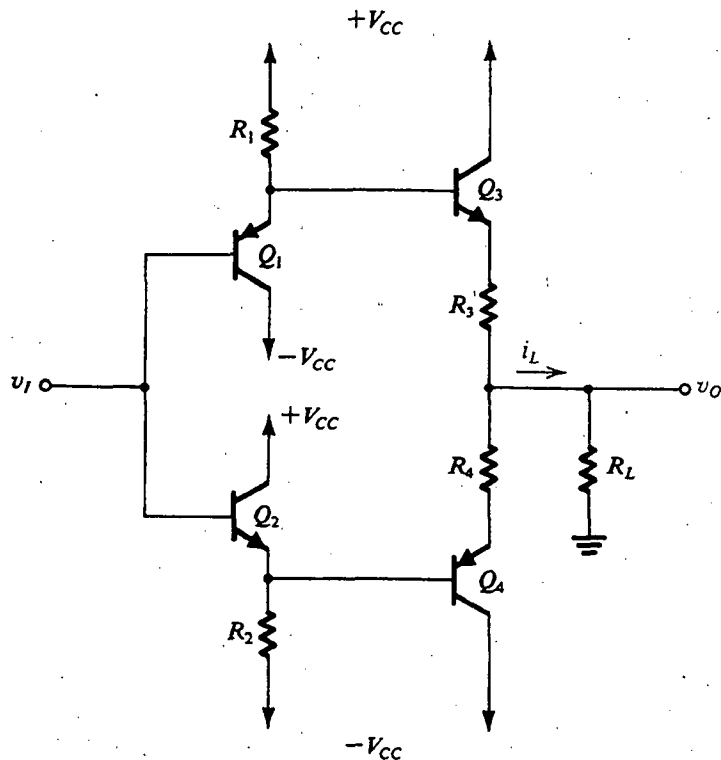 +V_CC
R_1
Q_3
Q_1
R_3
-V_CC
i_L
v_I
v_O
+V_CC
R_4
R_L
Q_2
Q_4
R_2
-V_CC